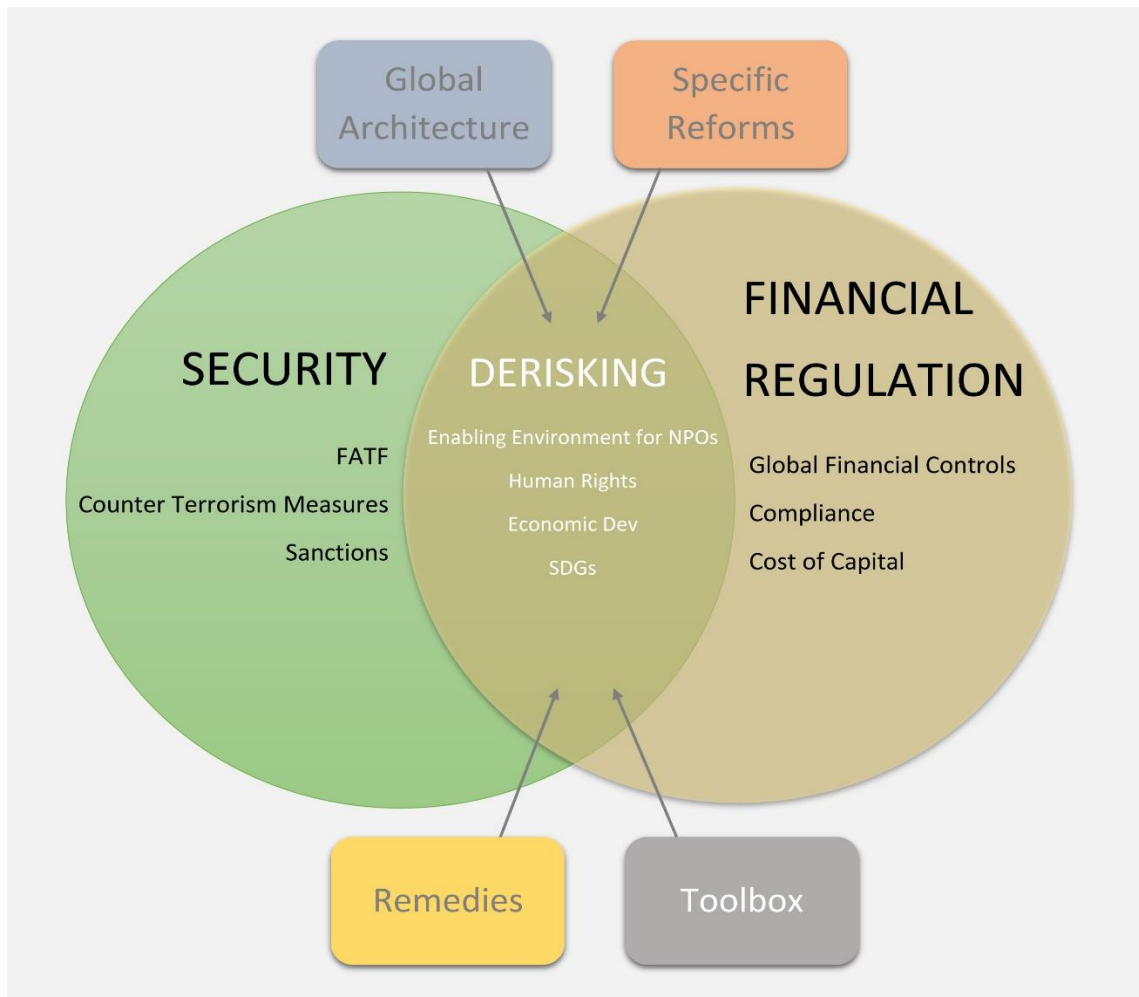 Global
Architecture
Specific
Reforms
SECURITY
FATF
Counter Terrorism Measures
Sanctions
DERISKING
Enabling Environment for NPOs
Human Rights
Economic Dev
SDGs
FINANCIAL
REGULATION
Global Financial Controls
Compliance
Cost of Capital
Remedies
Toolbox